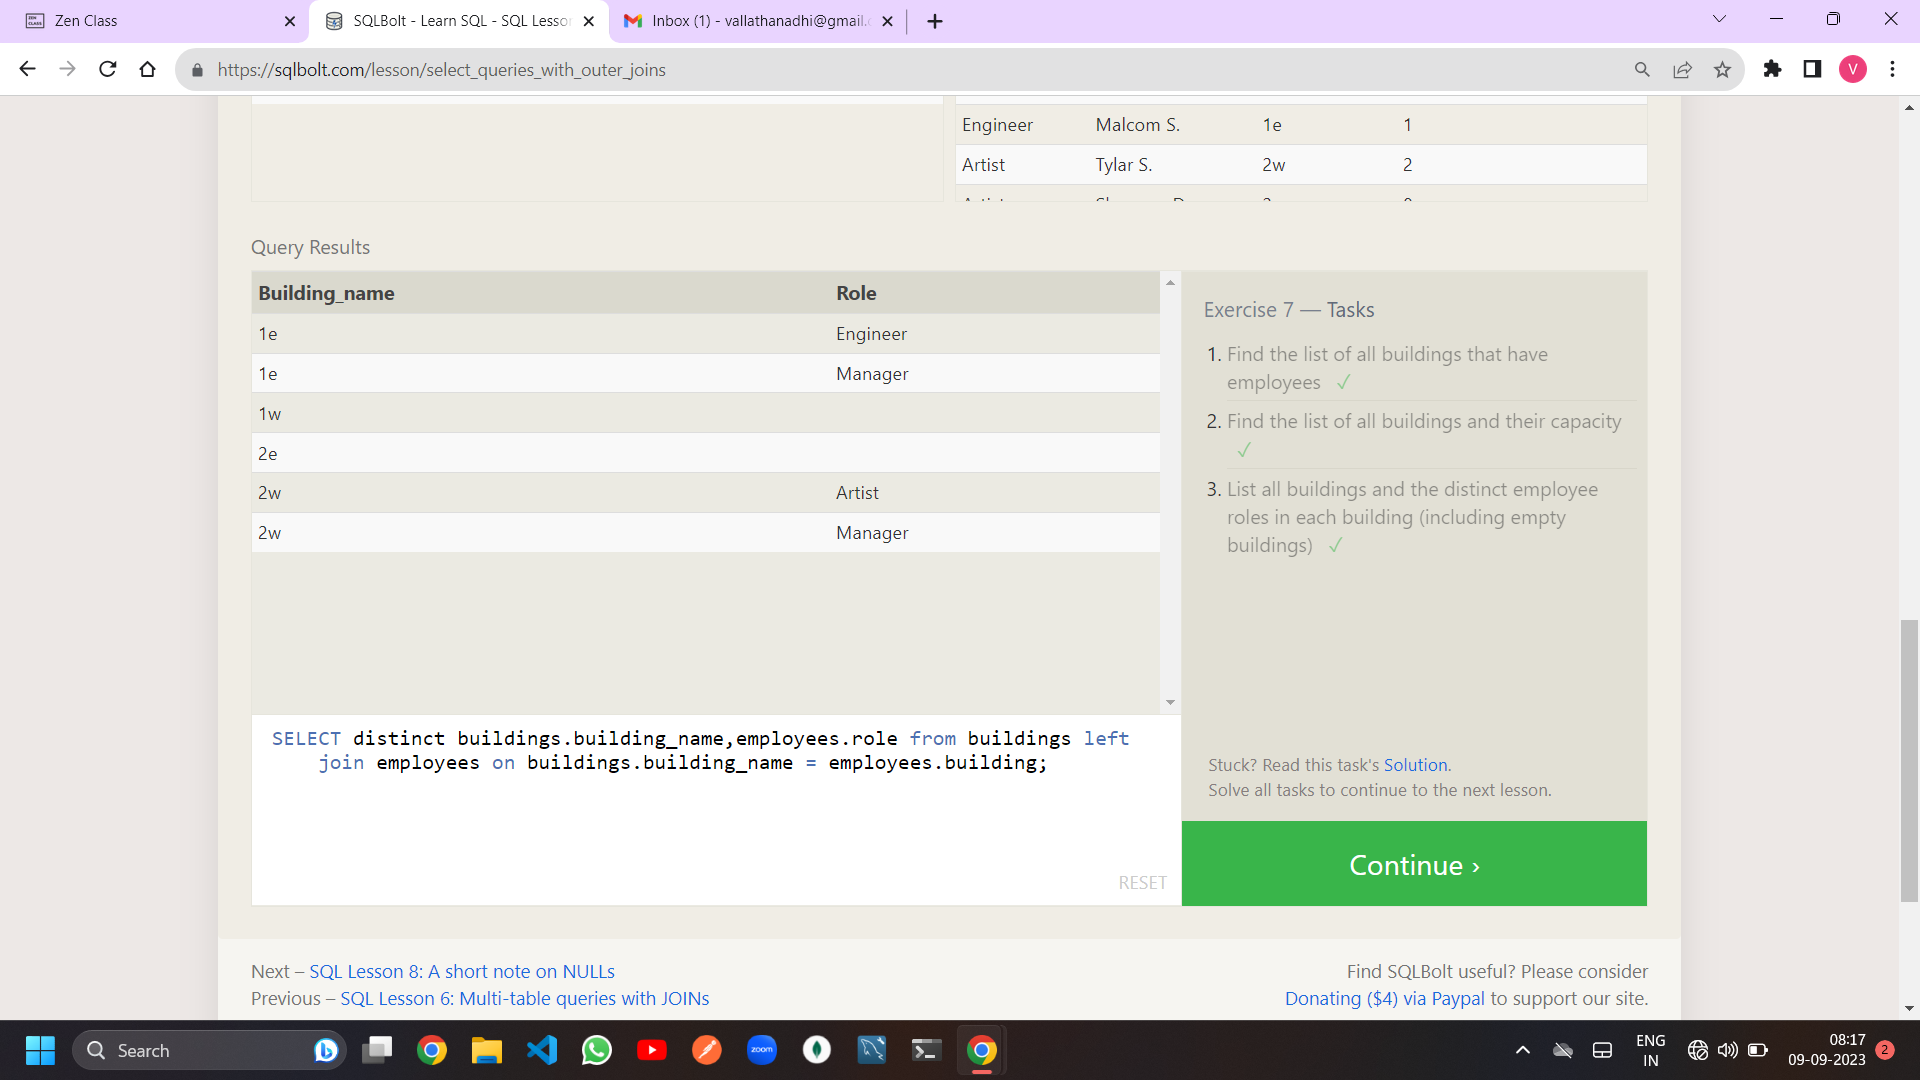 Zen Class
SQLBolt - Learn SQL - SQL Lesson
Inbox (1) - vallathanadhi@gmail.c
https://sqlbolt.com/lesson/select_queries_with_outer_joins
V
Engineer Malcom S. 1e 1
Artist Tylar S. 2w 2
Query Results
Building_name Role
1e Engineer
1e Manager
1w
2e
2w Artist
2w Manager
Exercise 7 — Tasks
1. Find the list of all buildings that have
employees ✓
2. Find the list of all buildings and their capacity
✓
3. List all buildings and the distinct employee
roles in each building (including empty
buildings) ✓
SELECT distinct buildings.building_name,employees.role from buildings left
join employees on buildings.building_name = employees.building;
RESET
Stuck? Read this task's Solution.
Solve all tasks to continue to the next lesson.
Continue ›
Next – SQL Lesson 8: A short note on NULLs
Previous – SQL Lesson 6: Multi-table queries with JOINs
Find SQLBolt useful? Please consider
Donating ($4) via Paypal to support our site.
Search
zoom
ENG
IN
08:17
09-09-2023
2